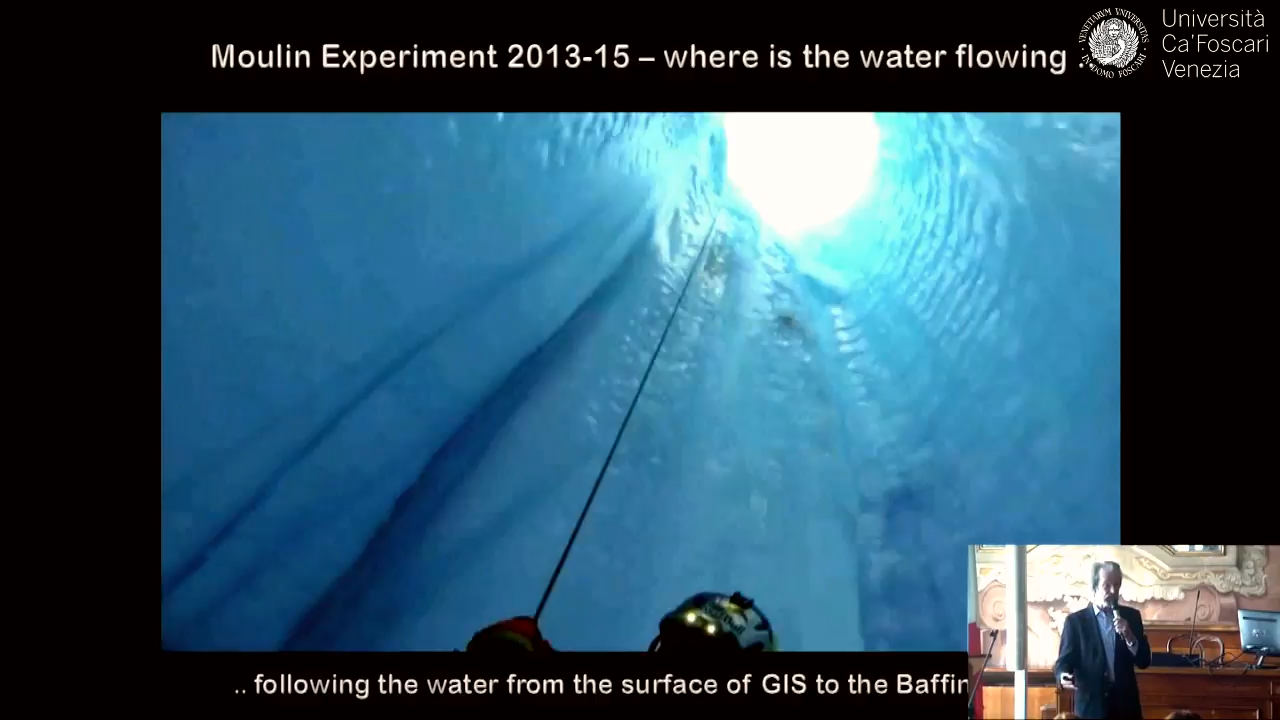 Moulin Experiment 2013-15 – where is the water flowing
Università
Ca'Foscari
Venezia
.. following the water from the surface of GIS to the Baffin